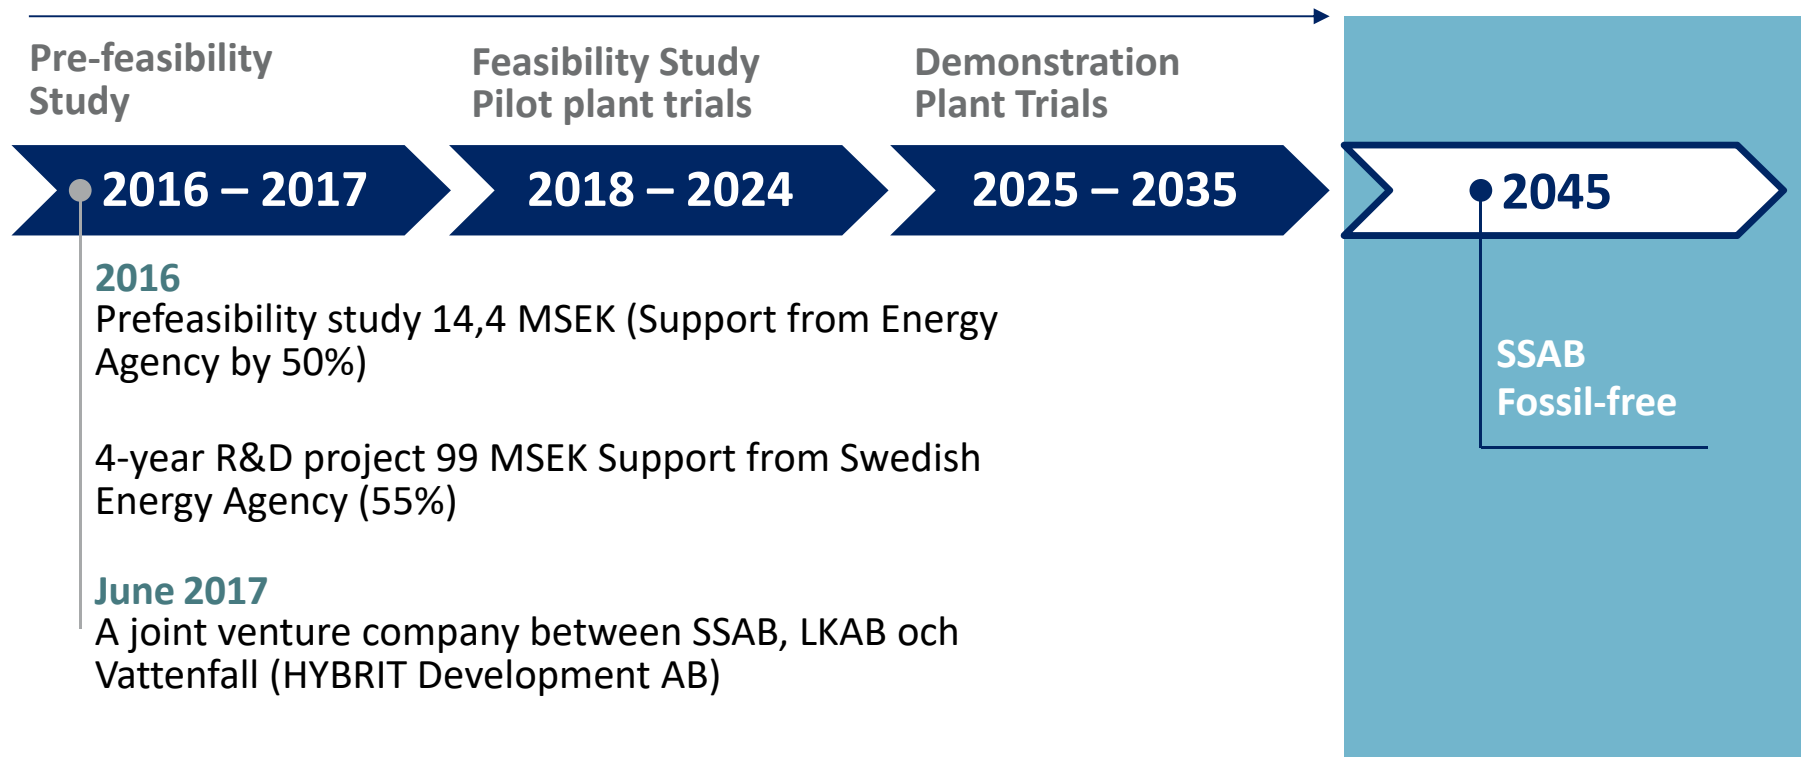 Pre-feasibility
Study
Feasibility Study
Pilot plant trials
Demonstration
Plant Trials
2016 – 2017
2018 – 2024
2025 – 2035
2045
2016
Prefeasibility study 14,4 MSEK (Support from Energy
Agency by 50%)
4-year R&D project 99 MSEK Support from Swedish
Energy Agency (55%)
June 2017
A joint venture company between SSAB, LKAB och
Vattenfall (HYBRIT Development AB)
SSAB
Fossil-free